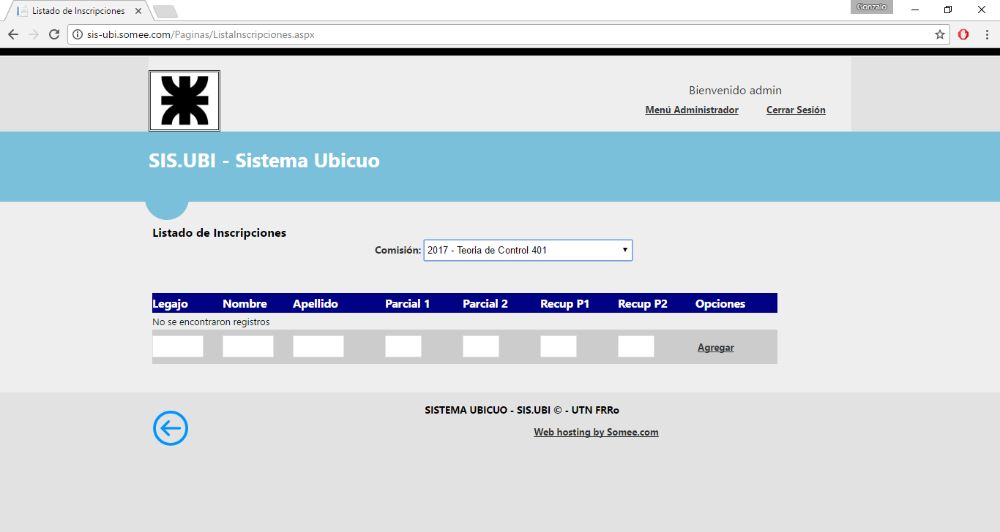 Listado de Inscripciones
Gonzalo
sis-ubi.somee.com/Paginas/ListaInscripciones.aspx
Bienvenido admin
Menú Administrador Cerrar Sesión
SIS.UBI - Sistema Ubicuo
Listado de Inscripciones
Comisión: 2017 - Teoria de Control 401
Legajo Nombre Apellido Parcial 1 Parcial 2 Recup P1 Recup P2 Opciones
No se encontraron registros
Agregar
SISTEMA UBICUO - SIS.UBI © - UTN FRRo
Web hosting by Somee.com